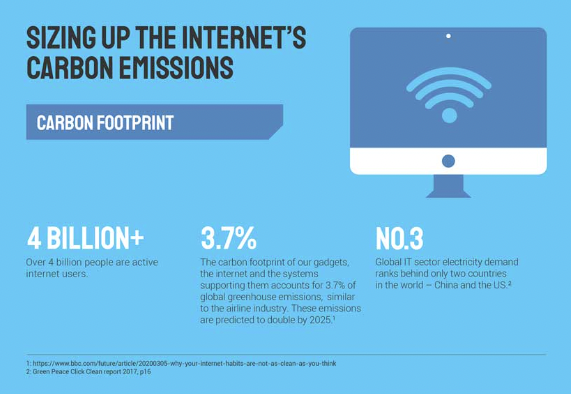 SIZING UP THE INTERNET'S
CARBON EMISSIONS
CARBON FOOTPRINT
4 BILLION+
Over 4 billion people are active
internet users.
3.7%
The carbon footprint of our gadgets,
the internet and the systems
supporting them accounts for 3.7% of
global greenhouse emissions, similar
to the airline industry. These emissions
are predicted to double by 2025.¹
NO.3
Global IT sector electricity demand
ranks behind only two countries
in the world – China and the US.²
1: https://www.bbc.com/future/article/20200305-why-your-internet-habits-are-not-as-clean-as-you-think
2: Green Peace Click Clean report 2017, p16